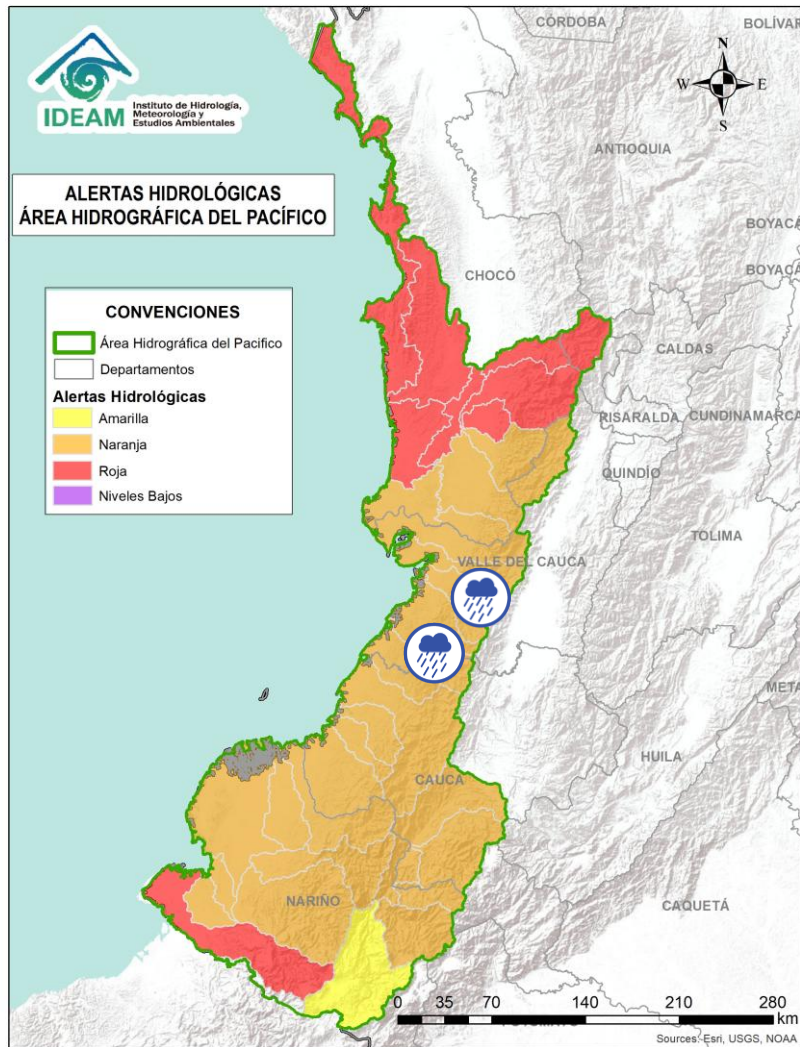 IDEAM
Instituto de Hidrología,
Meteorología y
Estudios Ambientales
ALERTAS HIDROLÓGICAS
ÁREA HIDROGRÁFICA DEL PACÍFICO
CONVENCIONES
Área Hidrográfica del Pacifico
Departamentos
Alertas Hidrológicas
Amarilla
Naranja
Roja
Niveles Bajos
N
W
E
S
CÓRDOBA
BOLÍVAR
ANTIOQUIA
BOYACÁ
BOYACÁ
CHOCÓ
CALDAS
RISARALDA
CUNDINAMARCA
QUINDÍO
TOLIMA
VALLE DEL CAUCA
META
HUILA
CAUCA
NARIÑO
CAQUETÁ
0 35 70 140 210 280
km
Sources: Esri, USGS, NOAA